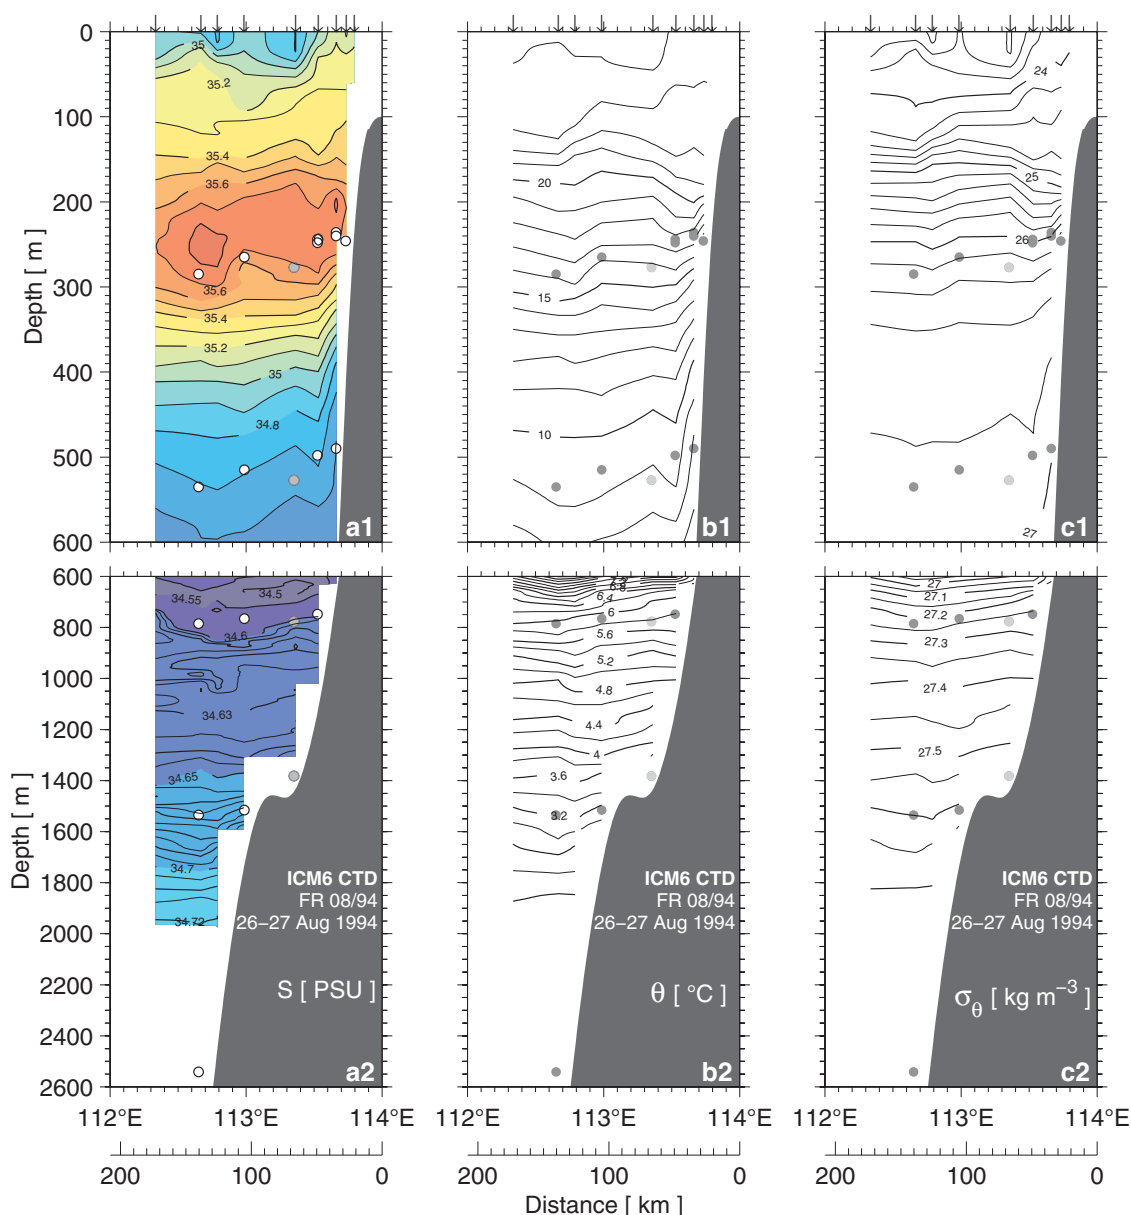 0
100
200
300
400
500
600
Depth [ m ]
35
35.2
35.4
35.6
35.6
35.4
35.2
35
34.8
a1
20
15
10
b1
24
25
26
27
c1
600
800
1000
1200
1400
1600
1800
2000
2200
2400
2600
Depth [ m ]
34.55
34.5
34.6
34.63
34.65
34.7
34.72
ICM6 CTD
FR 08/94
26–27 Aug 1994
S [ PSU ]
a2
6.8
6.4
6
5.6
5.2
4.8
4.4
4
3.6
3.2
ICM6 CTD
FR 08/94
26–27 Aug 1994
θ [ °C ]
b2
27
27.1
27.2
27.3
27.4
27.5
ICM6 CTD
FR 08/94
26–27 Aug 1994
σθ [ kg m−3 ]
c2
112°E 113°E 114°E
112°E 113°E 114°E
112°E 113°E 114°E
200 100 0
200 100 0
200 100 0
Distance [ km ]